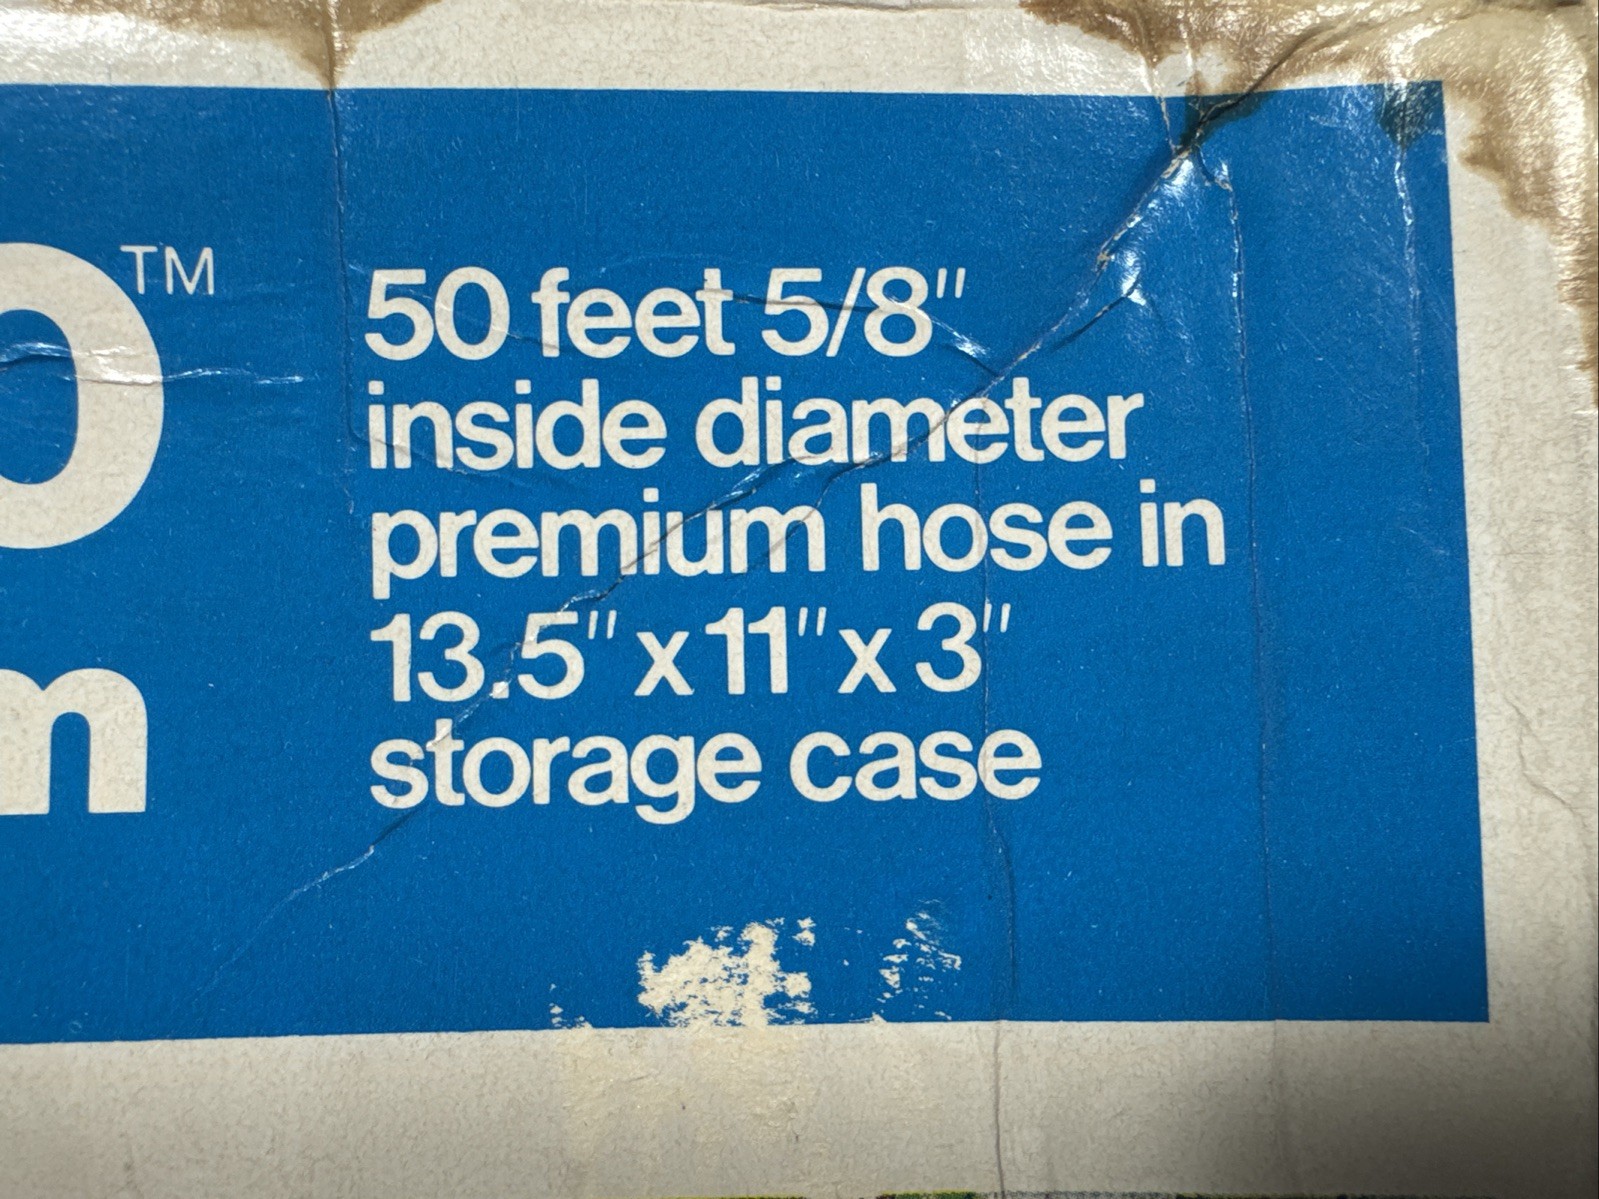 TM
50 feet 5/8"
inside diameter
premium hose in
13.5" x 11" x 3"
storage case